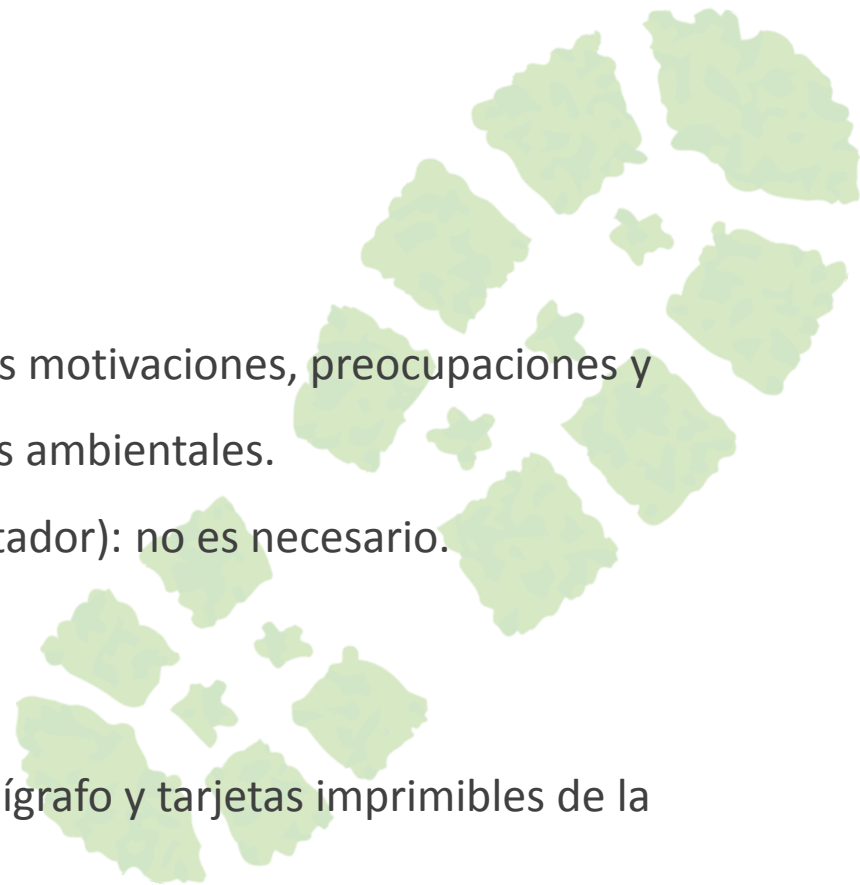 s motivaciones, preocupaciones y
s ambientales.
tador): no es necesario.
ígrafo y tarjetas imprimibles de la